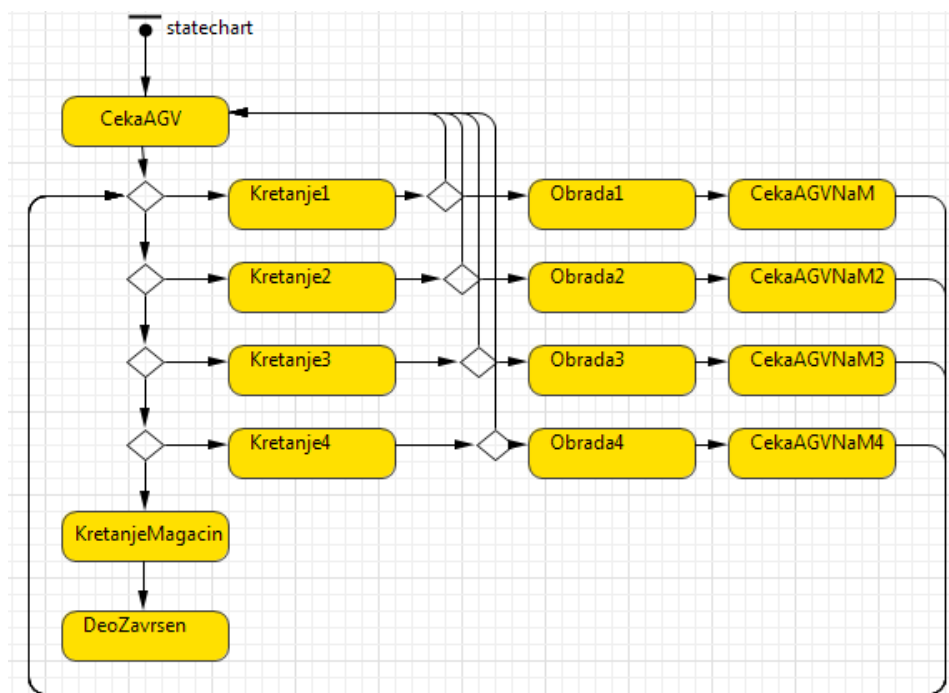 statechart
CekaAGV
Kretanje1
Obrada1
CekaAGVNaM
Kretanje2
Obrada2
CekaAGVNaM2
Kretanje3
Obrada3
CekaAGVNaM3
Kretanje4
Obrada4
CekaAGVNaM4
KretanjeMagacin
DeoZavrsen